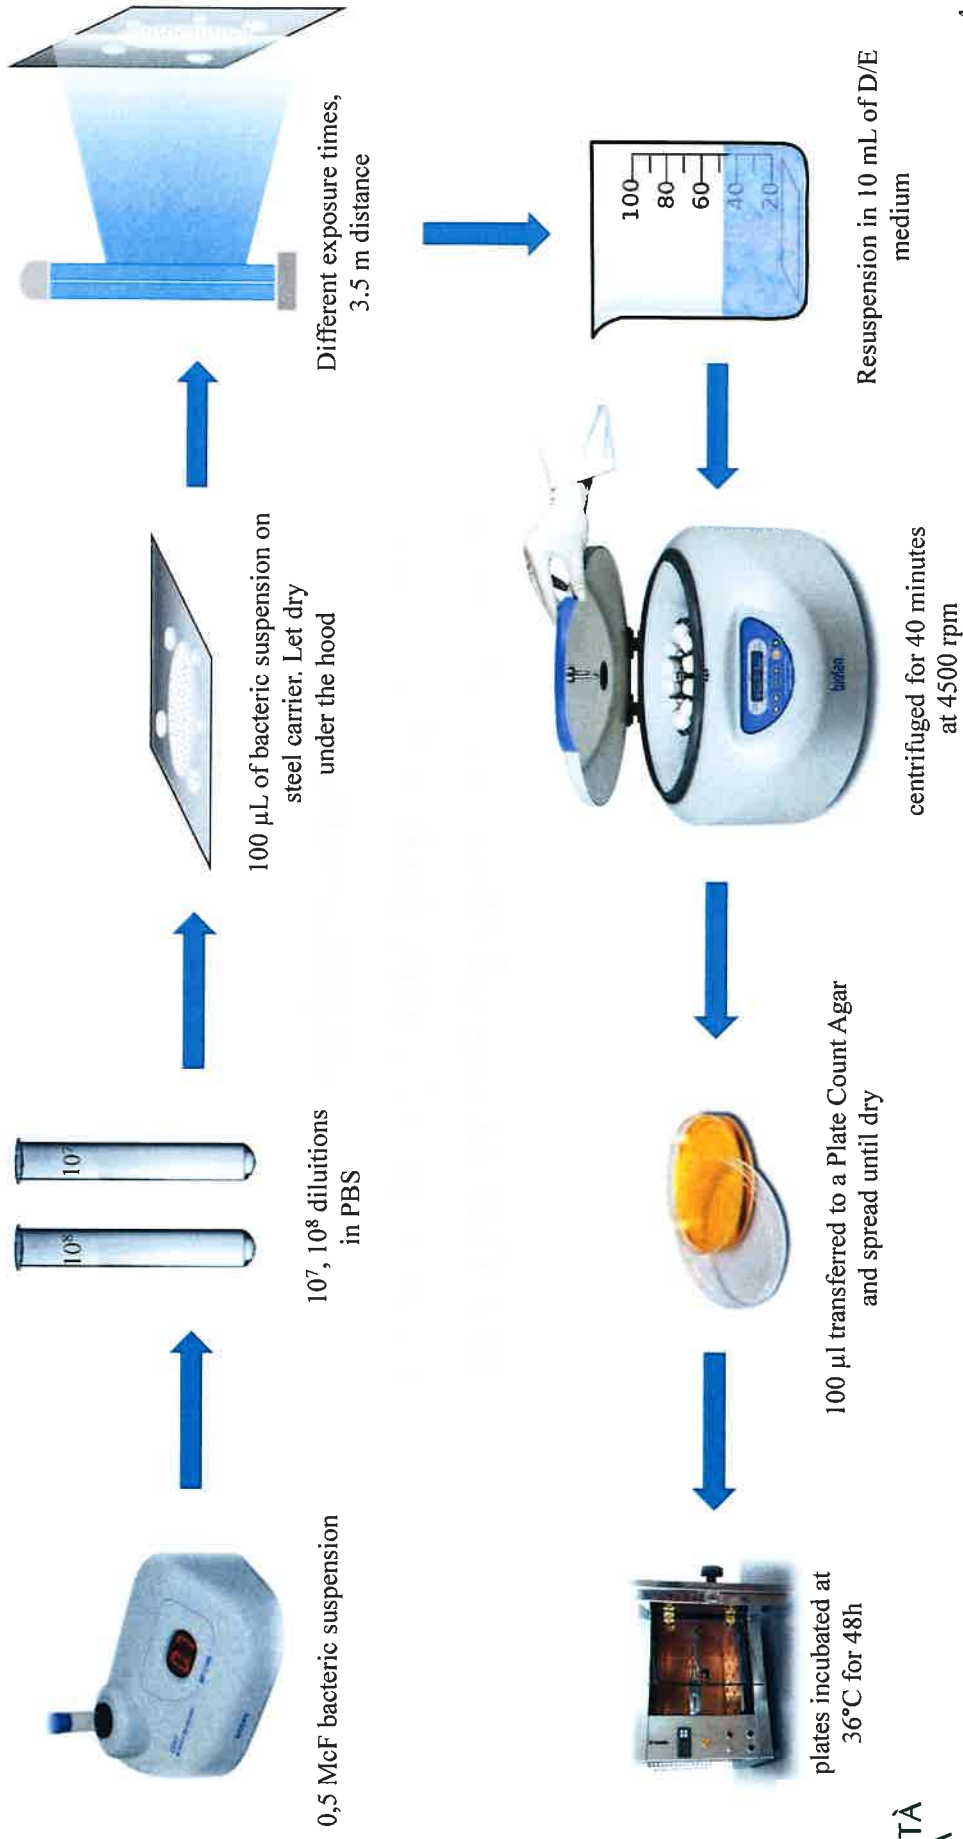 0,5 McF bacteric suspension
10⁸
10⁷
10⁷, 10⁸ dilutions
in PBS
100 µL of bacteric suspension on
steel carrier. Let dry
under the hood
Different exposure times,
3.5 m distance
100
80
60
40
20
Resuspension in 10 mL of D/E
medium
centrifuged for 40 minutes
at 4500 rpm
100 µl transferred to a Plate Count Agar
and spread until dry
plates incubated at
36°C for 48h
TÀ